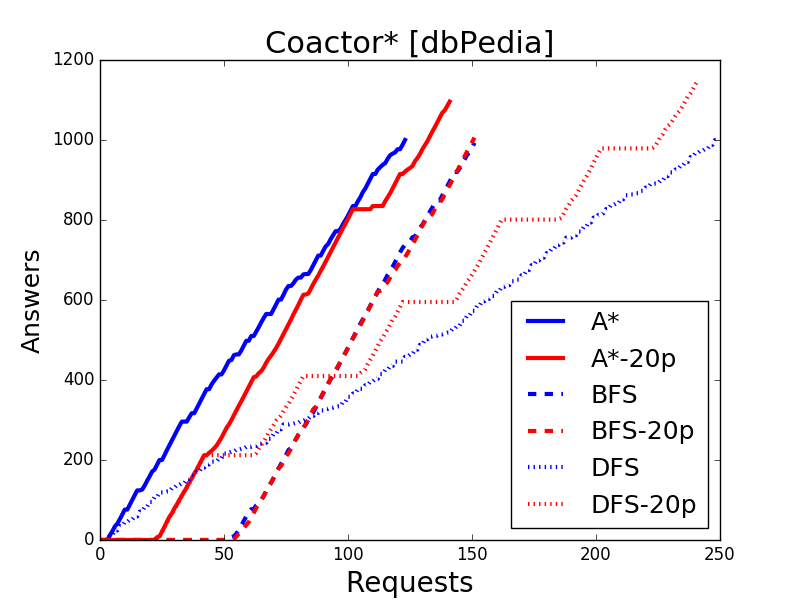 Coactor* [dbPedia]
1200
1000
800
600
400
200
0
Answers
0 50 100 150 200 250
Requests
A*
A*-20p
BFS
BFS-20p
DFS
DFS-20p